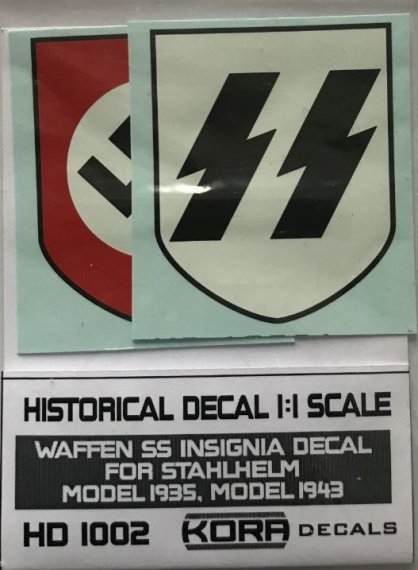 HISTORICAL DECAL 1:1 SCALE
WAFFEN SS INSIGNIA DECAL
FOR STAHLHELM
MODEL 1935, MODEL 1943
HD 1002 KORA DECALS